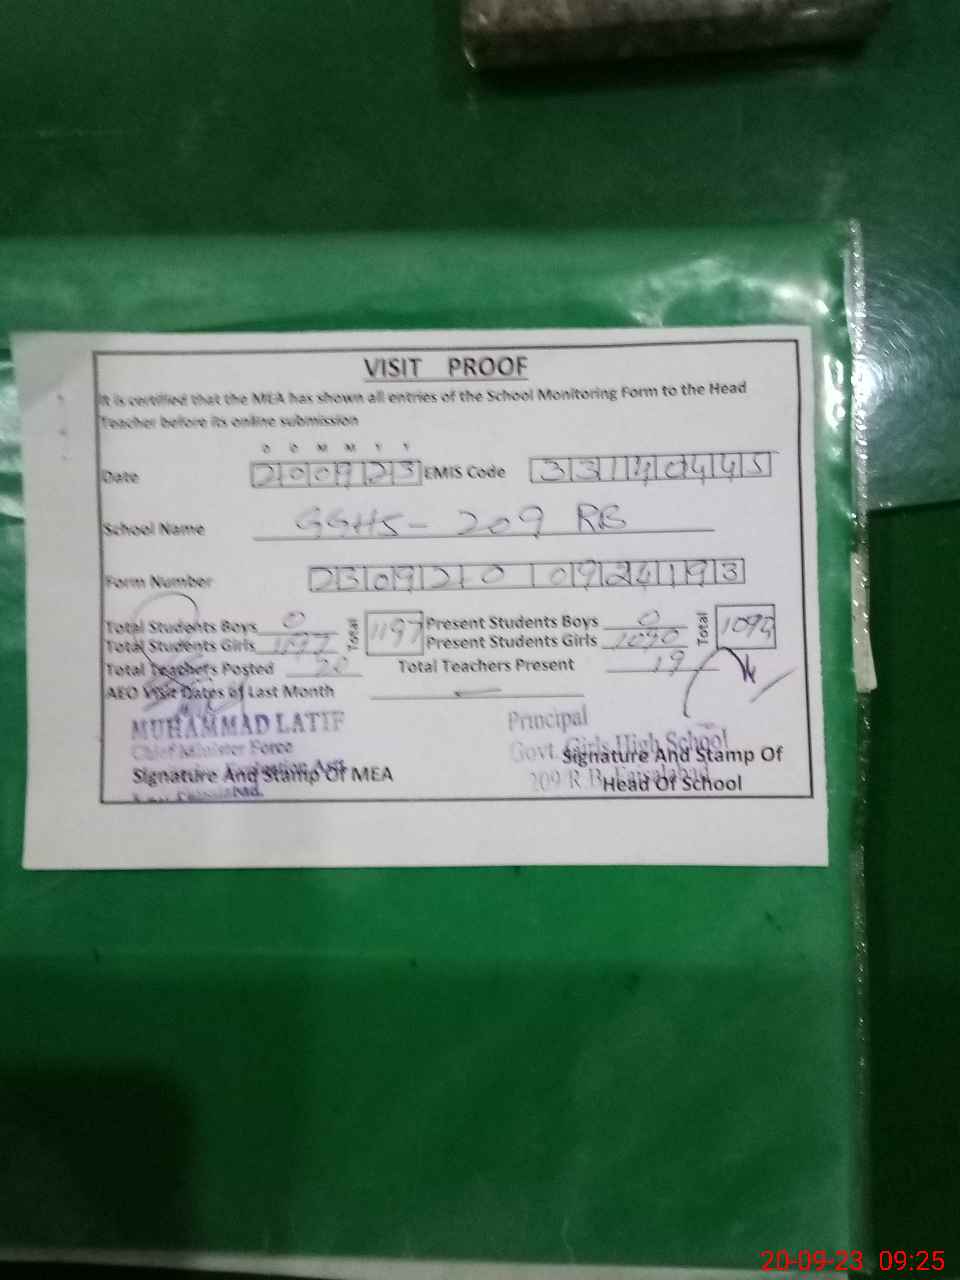 VISIT PROOF
It is certified that the MEA has shown all entries of the School Monitoring Form to the Head
Teacher before its online submission
D D M M Y Y
Date 200923 EMIS Code 33140445
School Name GGHS- 209 RB
Form Number
Total Students Boys 0 Total 1197 Present Students Boys 0 Total
Total Students Girls 1197 Present Students Girls 1090
Total Teachers Posted 20 Total Teachers Present 19
AEO Visit Dates of Last Month —
MUHAMMAD LATIF Principal
Chief Minister Force Govt. Girls High School
Signature And Stamp Of MEA Signature And Stamp Of
209 R.B. Faisalabad
Head Of School
20-09-23 09:25